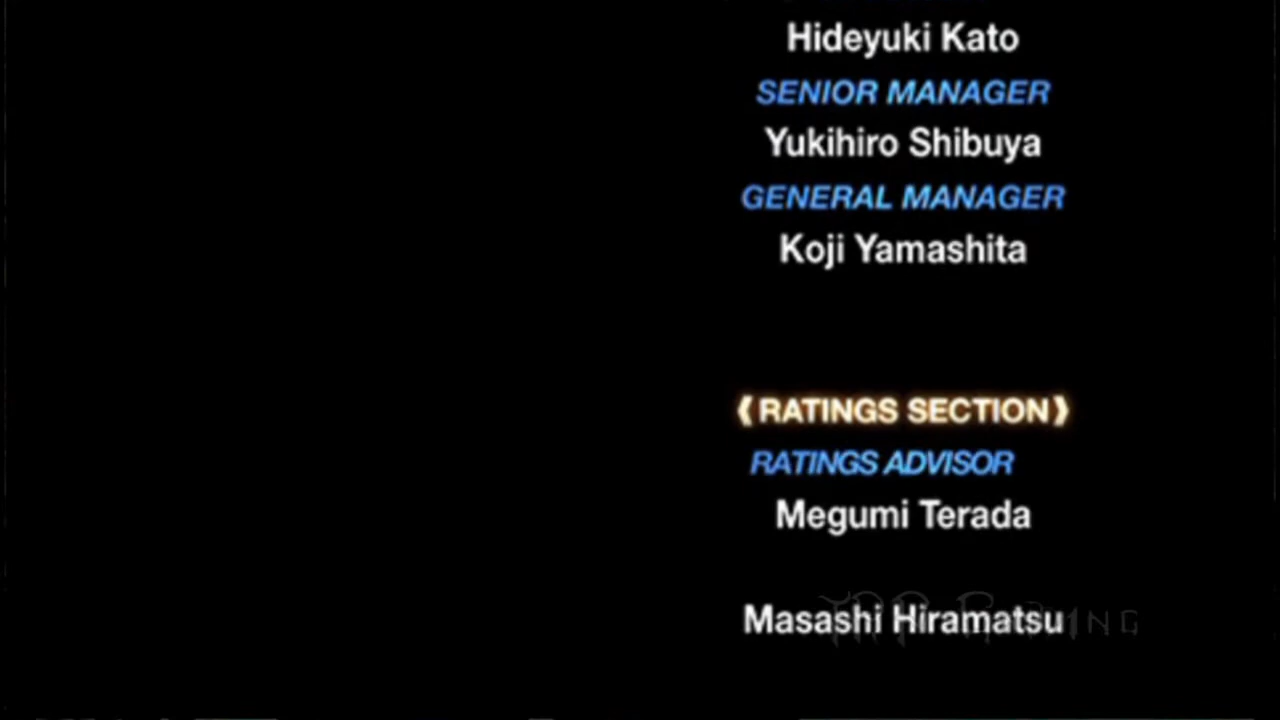 Hideyuki Kato
SENIOR MANAGER
Yukihiro Shibuya
GENERAL MANAGER
Koji Yamashita
❰RATINGS SECTION❱
RATINGS ADVISOR
Megumi Terada
Masashi Hiramatsu